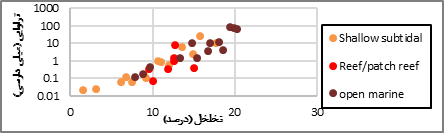 1000
100
10
1
0.1
0.01
تراوایی (میلی دارسی)
0
10
20
30
تخلخل (درصد)
Shallow subtidal
Reef/patch reef
open marine